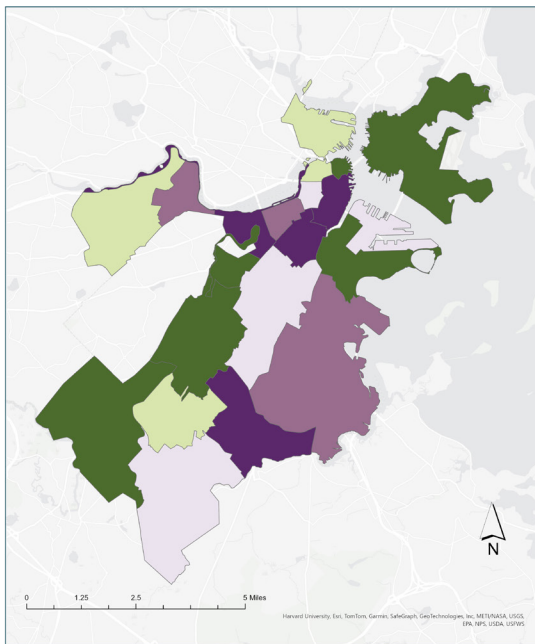 N
0 1.25 2.5 5 Miles
Harvard University, Esri, TomTom, Garmin, SafeGraph, GeoTechnologies, Inc, METI/NASA, USGS,
EPA, NPS, USDA, USFWS